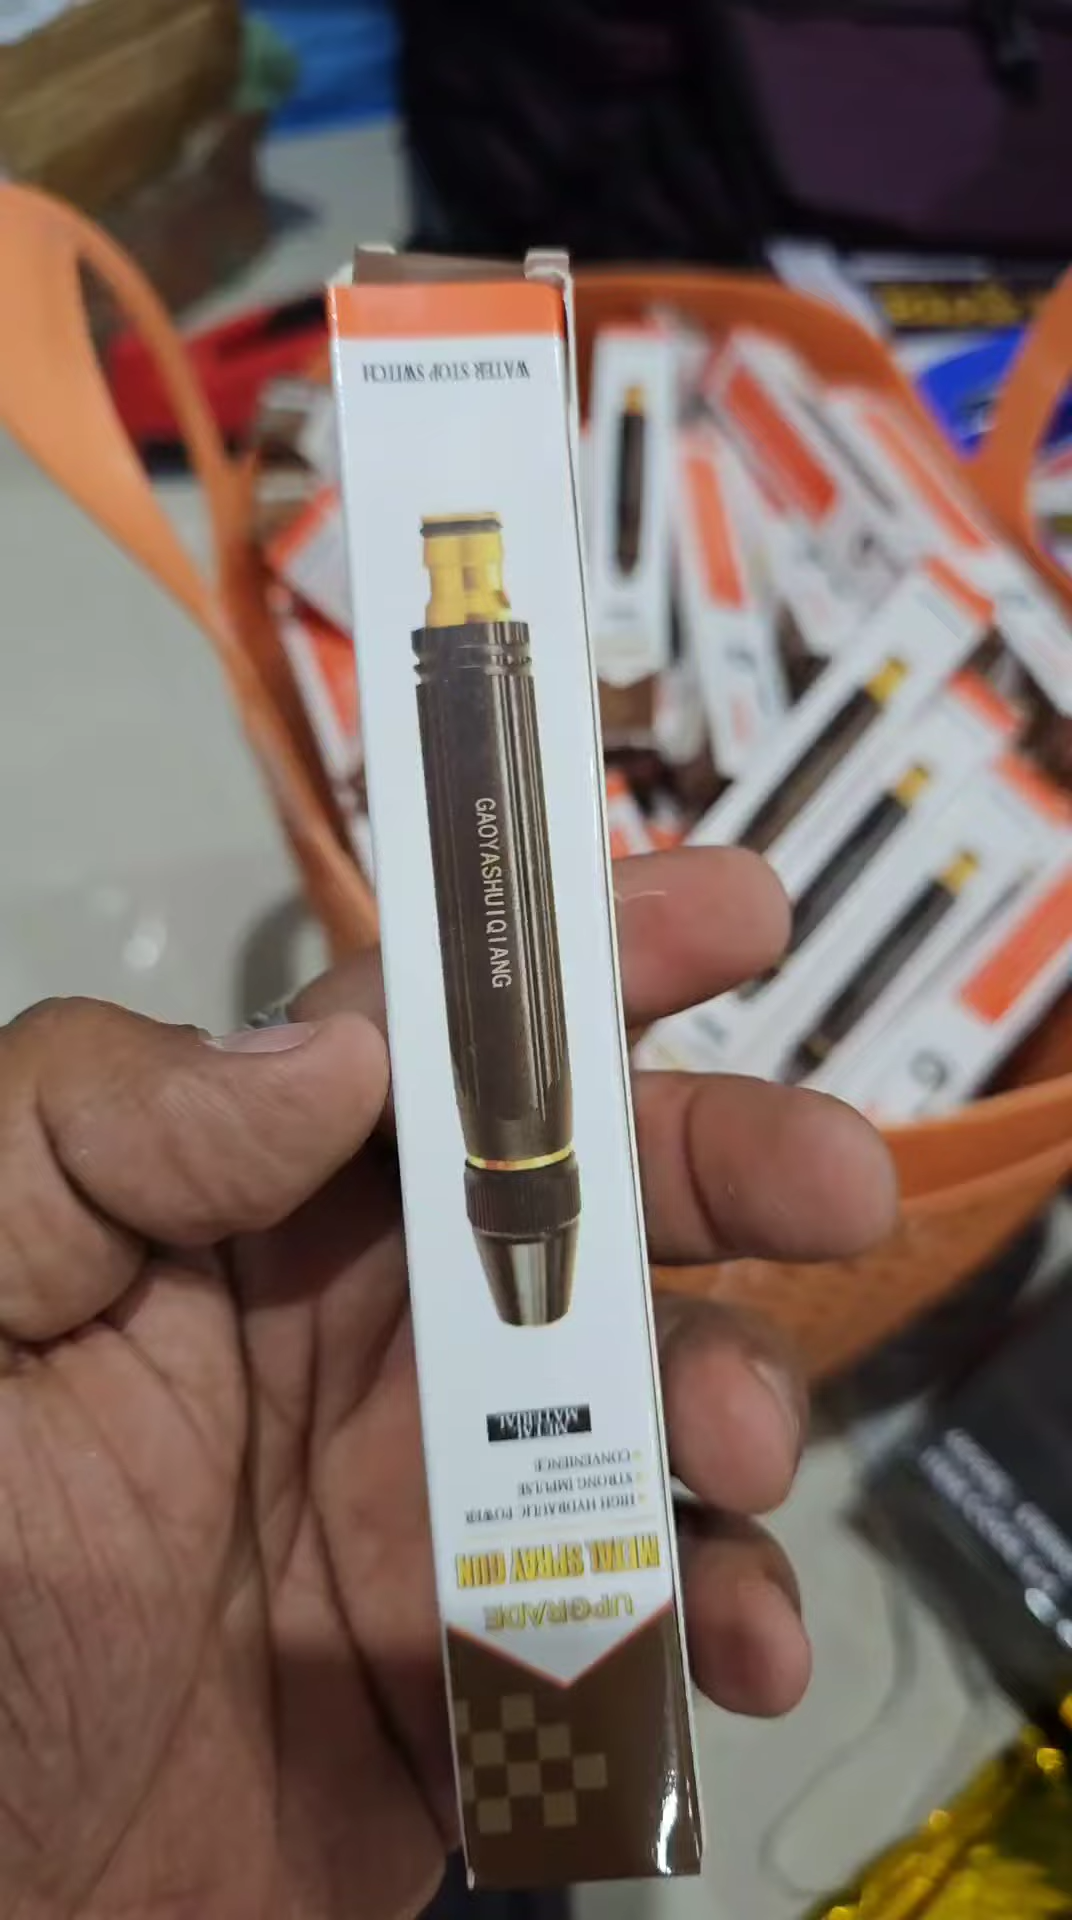 UPGRADE
METAL SPRAY GUN
HIGH HYDRAULIC POWER
STRONG IMPULSE
CONVENIENCE
METAL
MATERIAL
GAOYASHUIQIANG
WATER STOP SWITCH